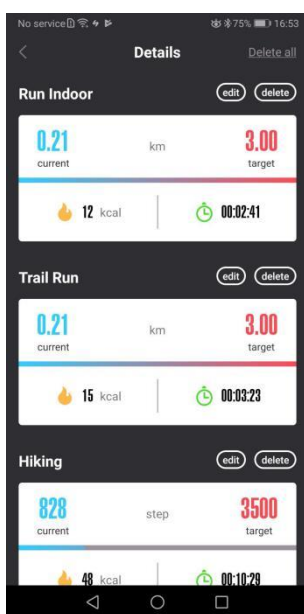 No service 75% 16:53
Details Delete all
Run Indoor edit delete
0.21 km 3.00
current target
12 kcal 00:02:41
Trail Run edit delete
0.21 km 3.00
current target
15 kcal 00:03:23
Hiking edit delete
828 step 3500
current target
48 kcal 00:10:29